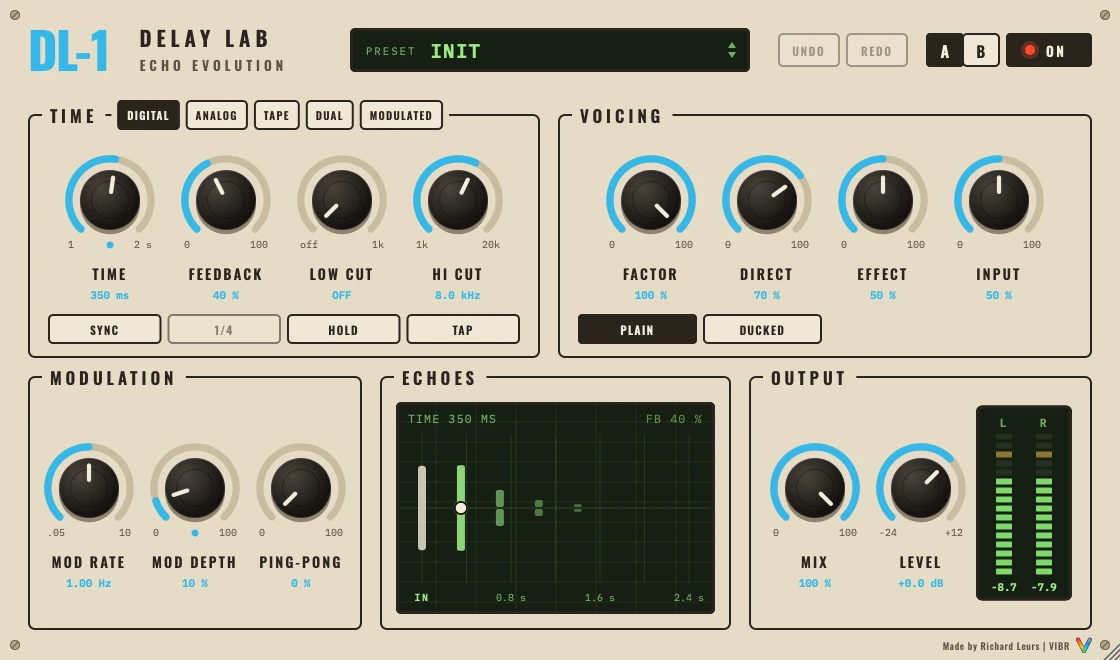 DL-1
DELAY LAB
ECHO EVOLUTION
PRESET INIT
UNDO REDO A B ON
TIME DIGITAL ANALOG TAPE DUAL MODULATED
1 2 s 0 100 off 1k 1k 20k
TIME FEEDBACK LOW CUT HI CUT
350 ms 40 % OFF 8.0 kHz
SYNC 1/4 HOLD TAP
VOICING
0 100 0 100 0 100 0 100
FACTOR DIRECT EFFECT INPUT
100 % 70 % 50 % 50 %
PLAIN DUCKED
MODULATION
.05 10 0 100 0 100
MOD RATE MOD DEPTH PING-PONG
1.00 Hz 10 % 0 %
ECHOES
TIME 350 MS FB 40 %
IN 0.8 s 1.6 s 2.4 s
OUTPUT
0 100 -24 +12
MIX LEVEL
100 % +0.0 dB
L R
-8.7 -7.9
Made by Richard Leurs | VIBR